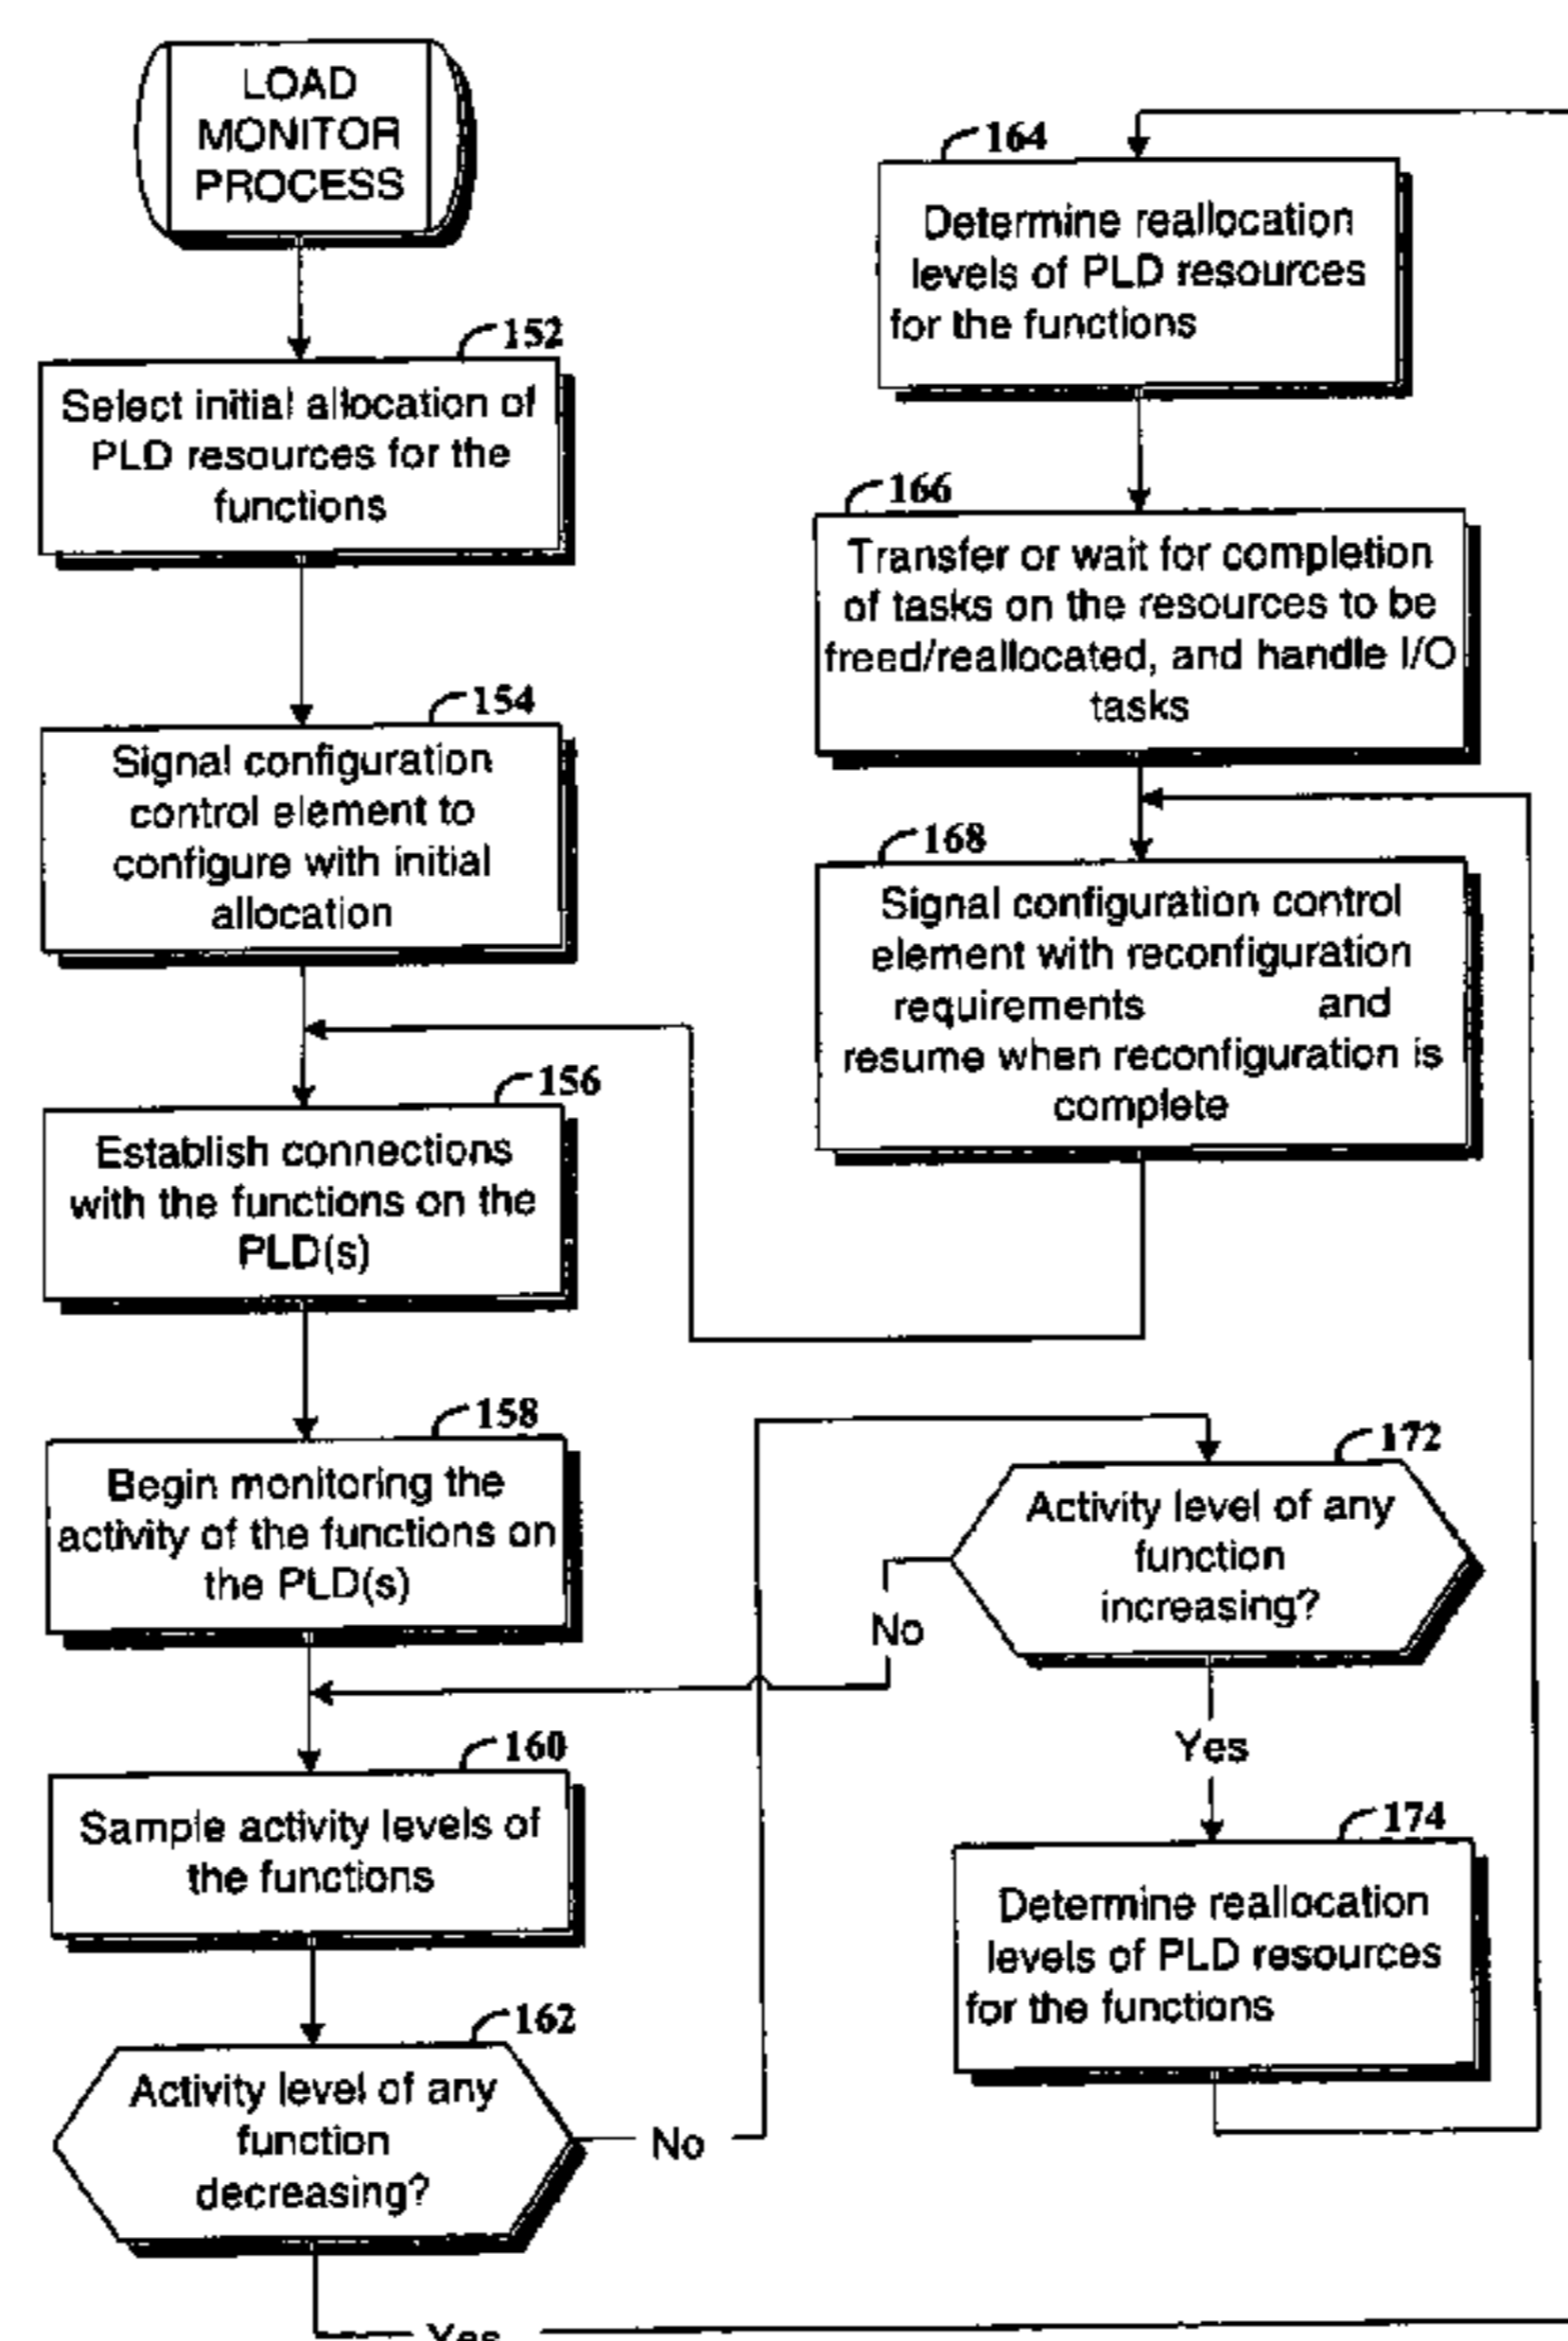 LOAD
MONITOR
PROCESS
152
Select initial allocation of
PLD resources for the
functions
154
Signal configuration
control element to
configure with initial
allocation
156
Establish connections
with the functions on the
PLD(s)
158
Begin monitoring the
activity of the functions on
the PLD(s)
160
Sample activity levels of
the functions
162
Activity level of any
function
decreasing?
No
Yes
164
Determine reallocation
levels of PLD resources
for the functions
166
Transfer or wait for completion
of tasks on the resources to be
freed/reallocated, and handle I/O
tasks
168
Signal configuration control
element with reconfiguration
requirements and
resume when reconfiguration is
complete
172
Activity level of any
function
increasing?
No
Yes
174
Determine reallocation
levels of PLD resources
for the functions